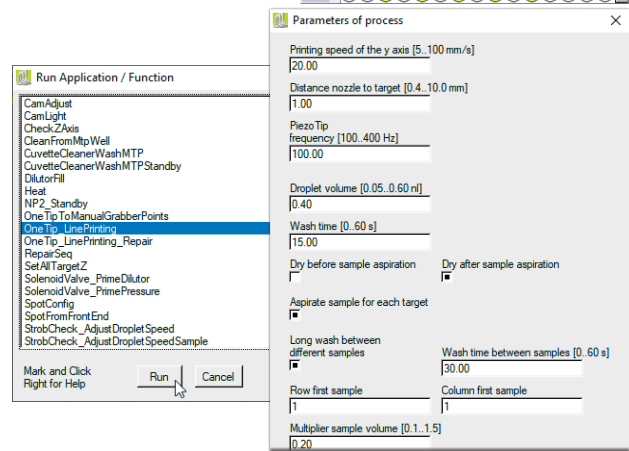 Run Application / Function
CamAdjust
CamLight
CheckZAxis
CleanFromMtpWell
CuvetteCleanerWashMTP
CuvetteCleanerWashMTPStandby
DilutorFill
Heat
NP2_Standby
OneTipToManualGrabberPoints
OneTip_LinePrinting
OneTip_LinePrinting_Repair
RepairSeq
SetAllTargetZ
SolenoidValve_PrimeDilutor
SolenoidValve_PrimePressure
SpotConfig
SpotFromFrontEnd
StrobCheck_AdjustDropletSpeed
StrobCheck_AdjustDropletSpeedSample
Mark and Click
Right for Help
Run
Cancel
Parameters of process
Printing speed of the y axis [5..100 mm/s]
20.00
Distance nozzle to target [0.4..10.0 mm]
1.00
PiezoTip
frequency [100..400 Hz]
100.00
Droplet volume [0.05..0.60 nl]
0.40
Wash time [0..60 s]
15.00
Dry before sample aspiration
Dry after sample aspiration
Aspirate sample for each target
Long wash between
different samples
Wash time between samples [0..60 s]
30.00
Row first sample
Column first sample
1
1
Multiplier sample volume [0.1..1.5]
0.20